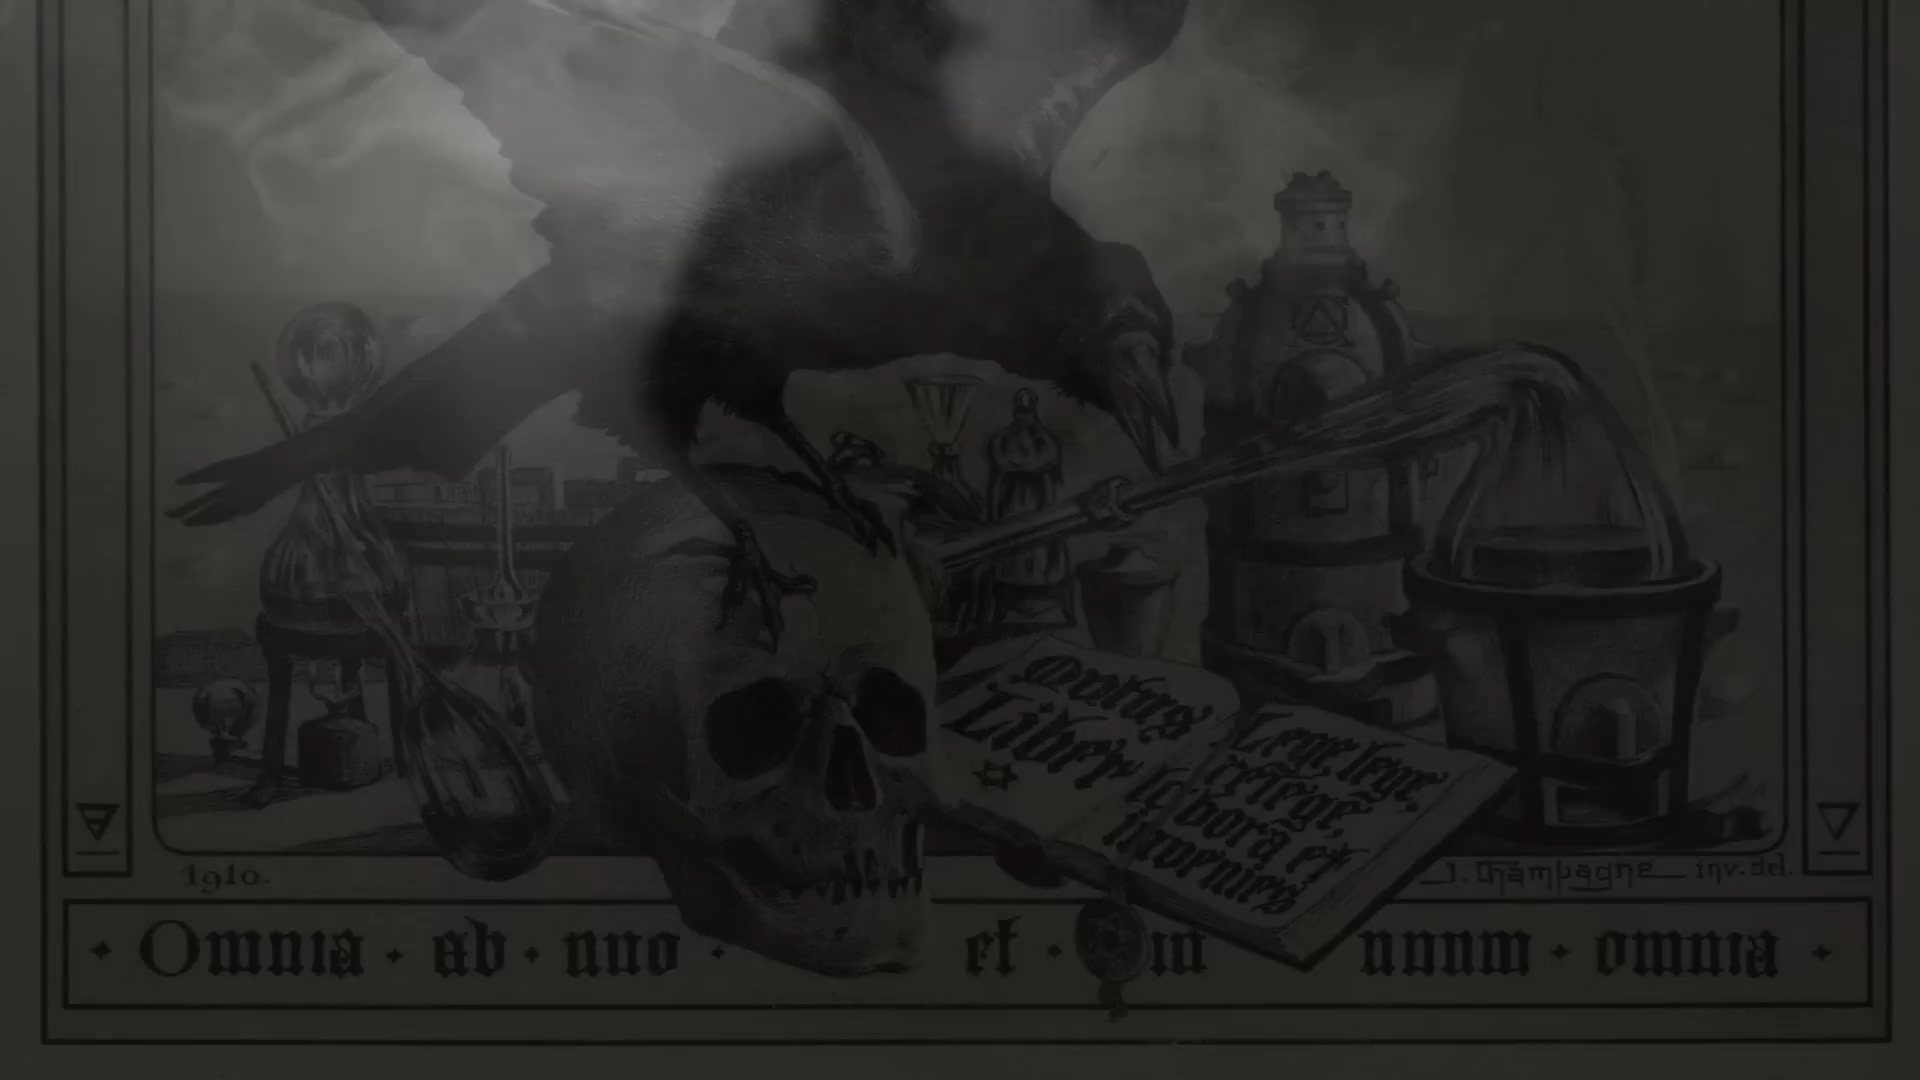 Mutus
Liber
Lege lege
relege,
labora et
invenies
1910.
J. Champagne inv. del.
Omnia · ab · uno · et · in unum · omnia